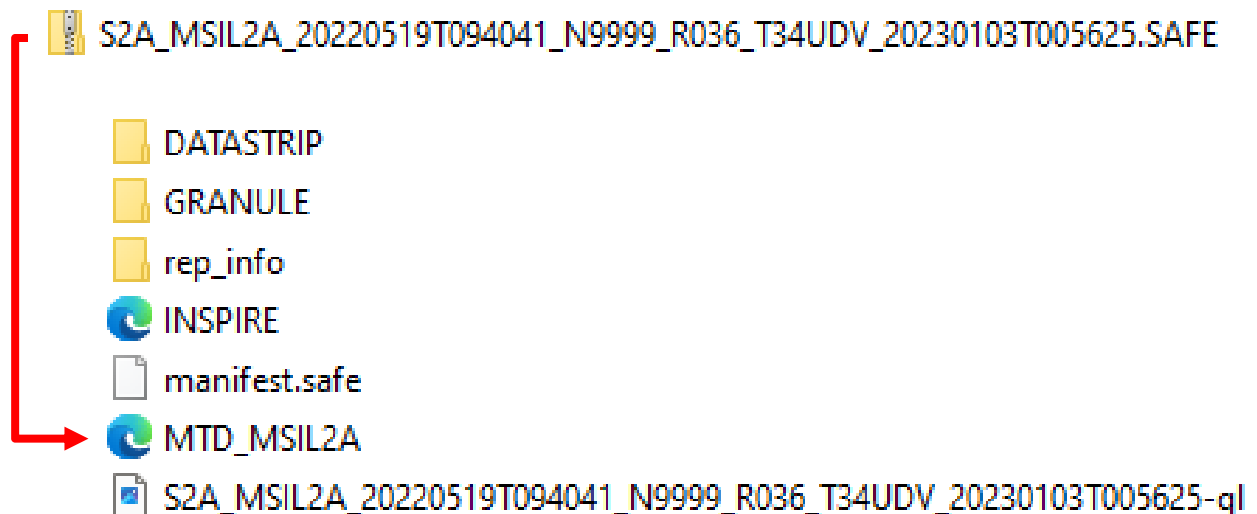 S2A_MSIL2A_20220519T094041_N9999_R036_T34UDV_20230103T005625.SAFE
DATASTRIP
GRANULE
rep_info
INSPIRE
manifest.safe
MTD_MSIL2A
S2A_MSIL2A_20220519T094041_N9999_R036_T34UDV_20230103T005625-ql